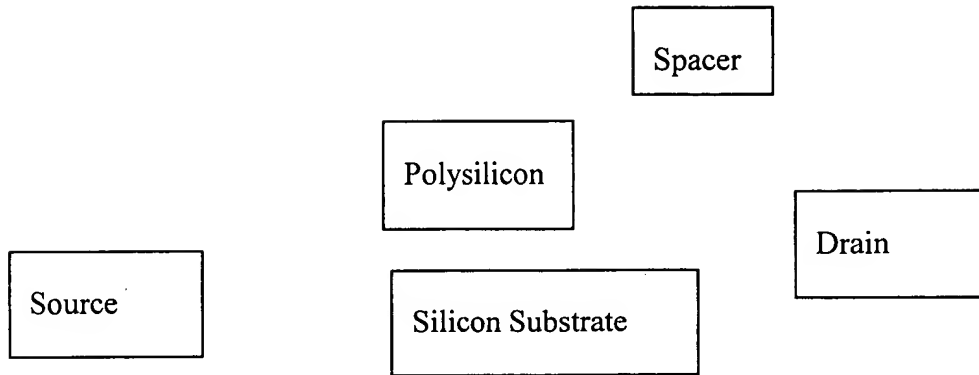 Spacer
Polysilicon
Drain
Source
Silicon Substrate